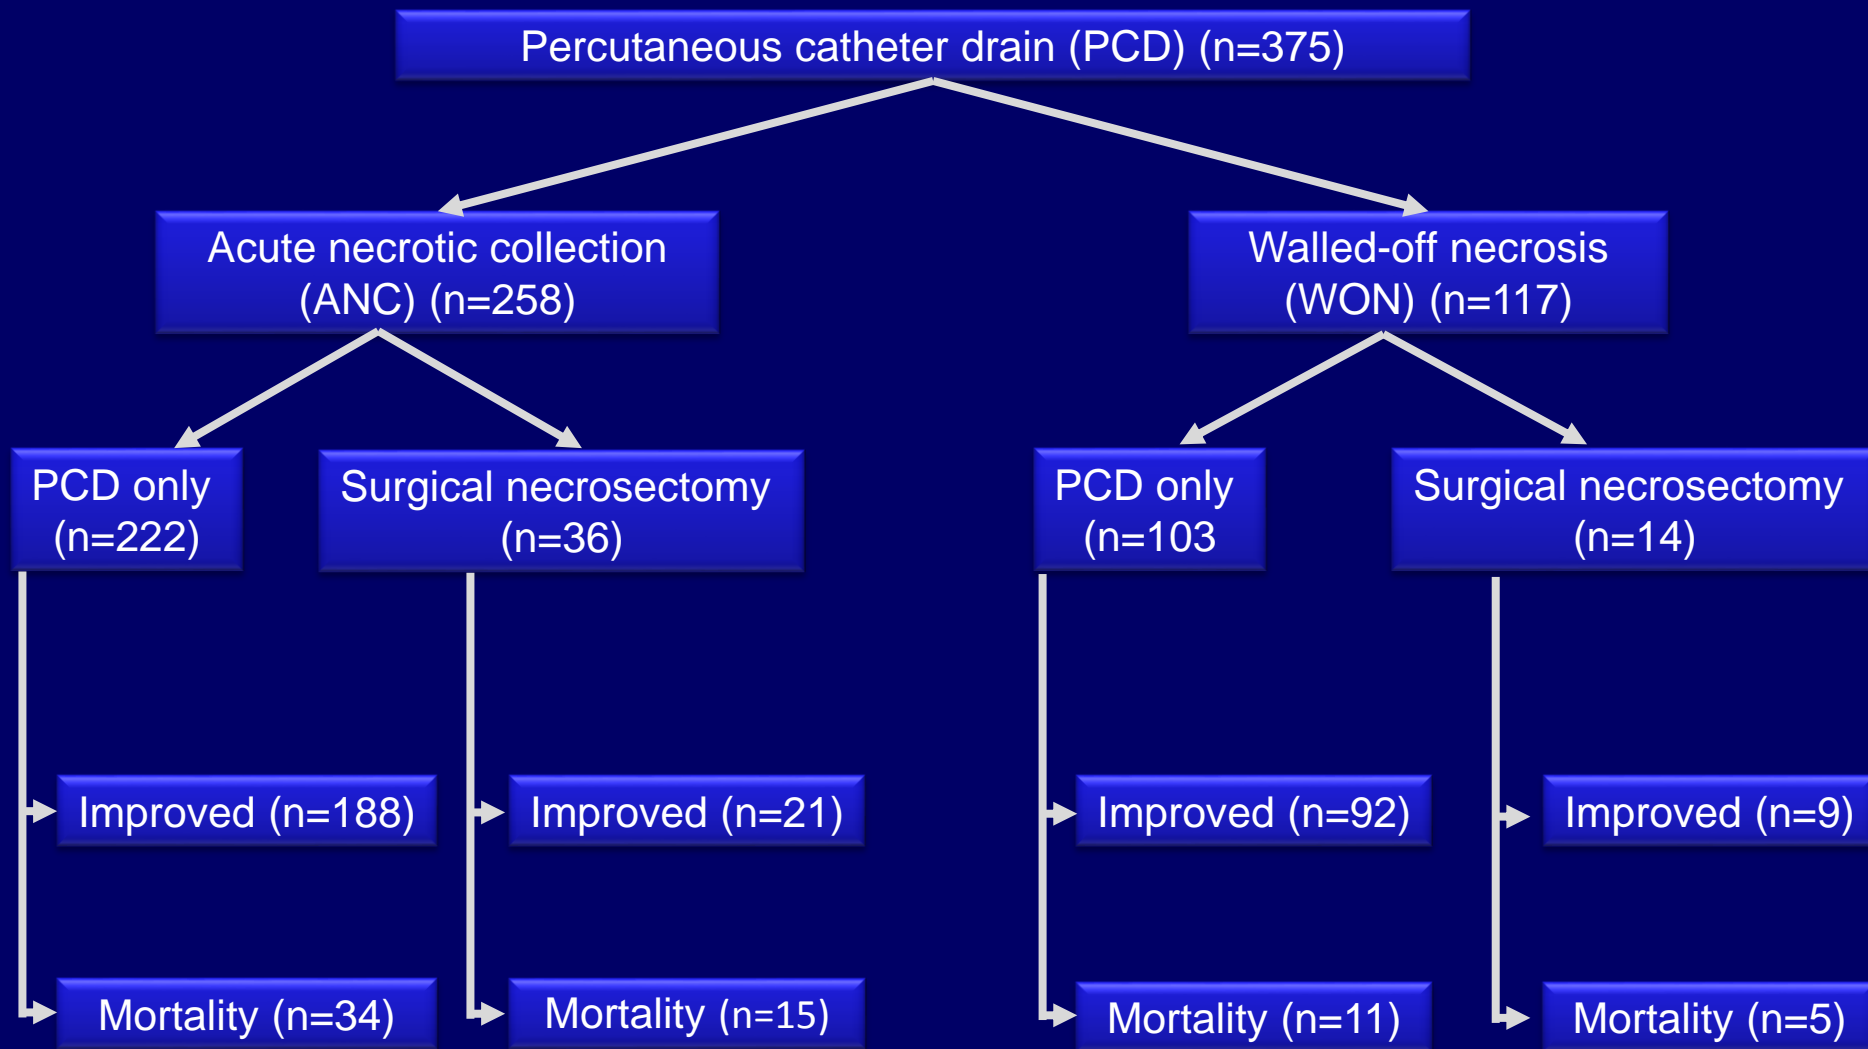 Percutaneous catheter drain (PCD) (n=375)
Acute necrotic collection
(ANC) (n=258)
Walled-off necrosis
(WON) (n=117)
PCD only
(n=222)
Surgical necrosectomy
(n=36)
PCD only
(n=103
Surgical necrosectomy
(n=14)
Improved (n=188)
Improved (n=21)
Improved (n=92)
Improved (n=9)
Mortality (n=34)
Mortality (n=15)
Mortality (n=11)
Mortality (n=5)